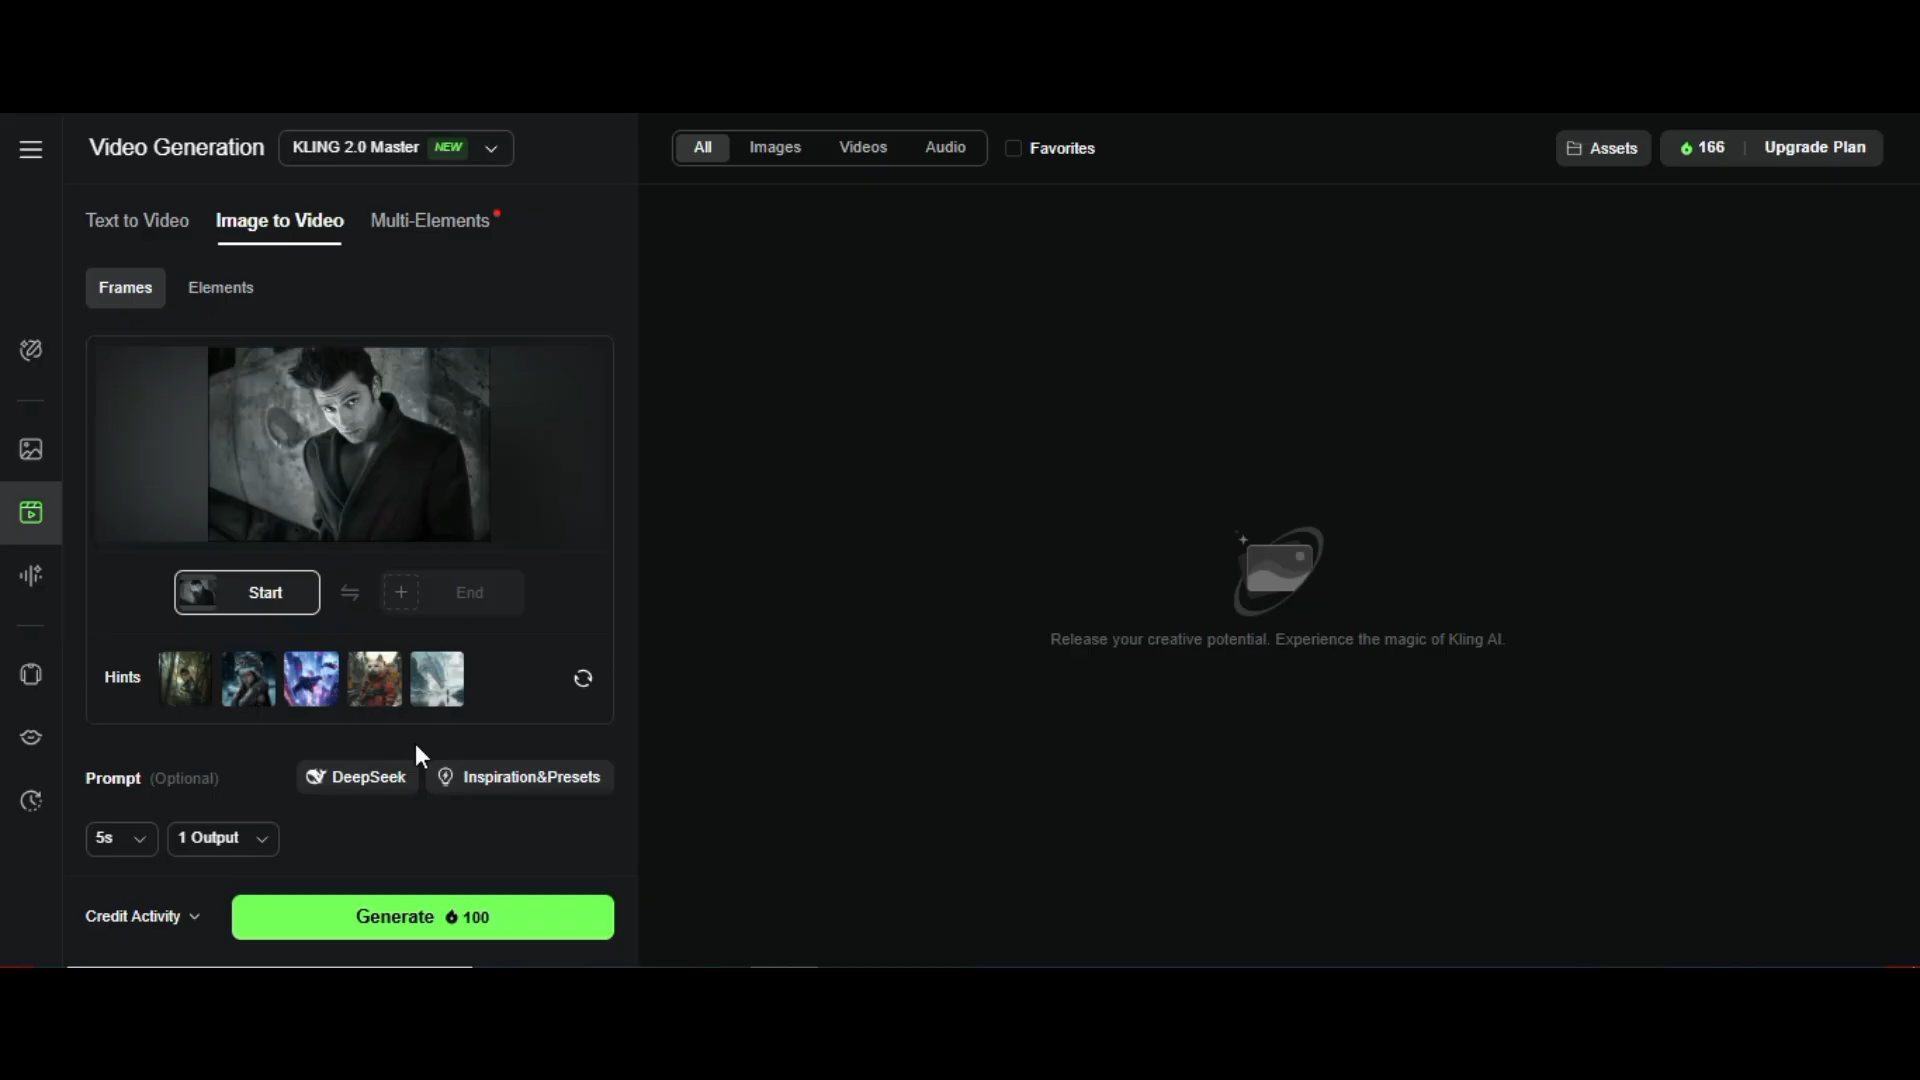 Video Generation KLING 2.0 Master NEW
All Images Videos Audio Favorites
Assets 166 | Upgrade Plan
Text to Video Image to Video Multi-Elements
Frames Elements
Start + End
Hints
Prompt (Optional) DeepSeek Inspiration&Presets
5s 1 Output
Credit Activity Generate 100
Release your creative potential. Experience the magic of Kling AI.